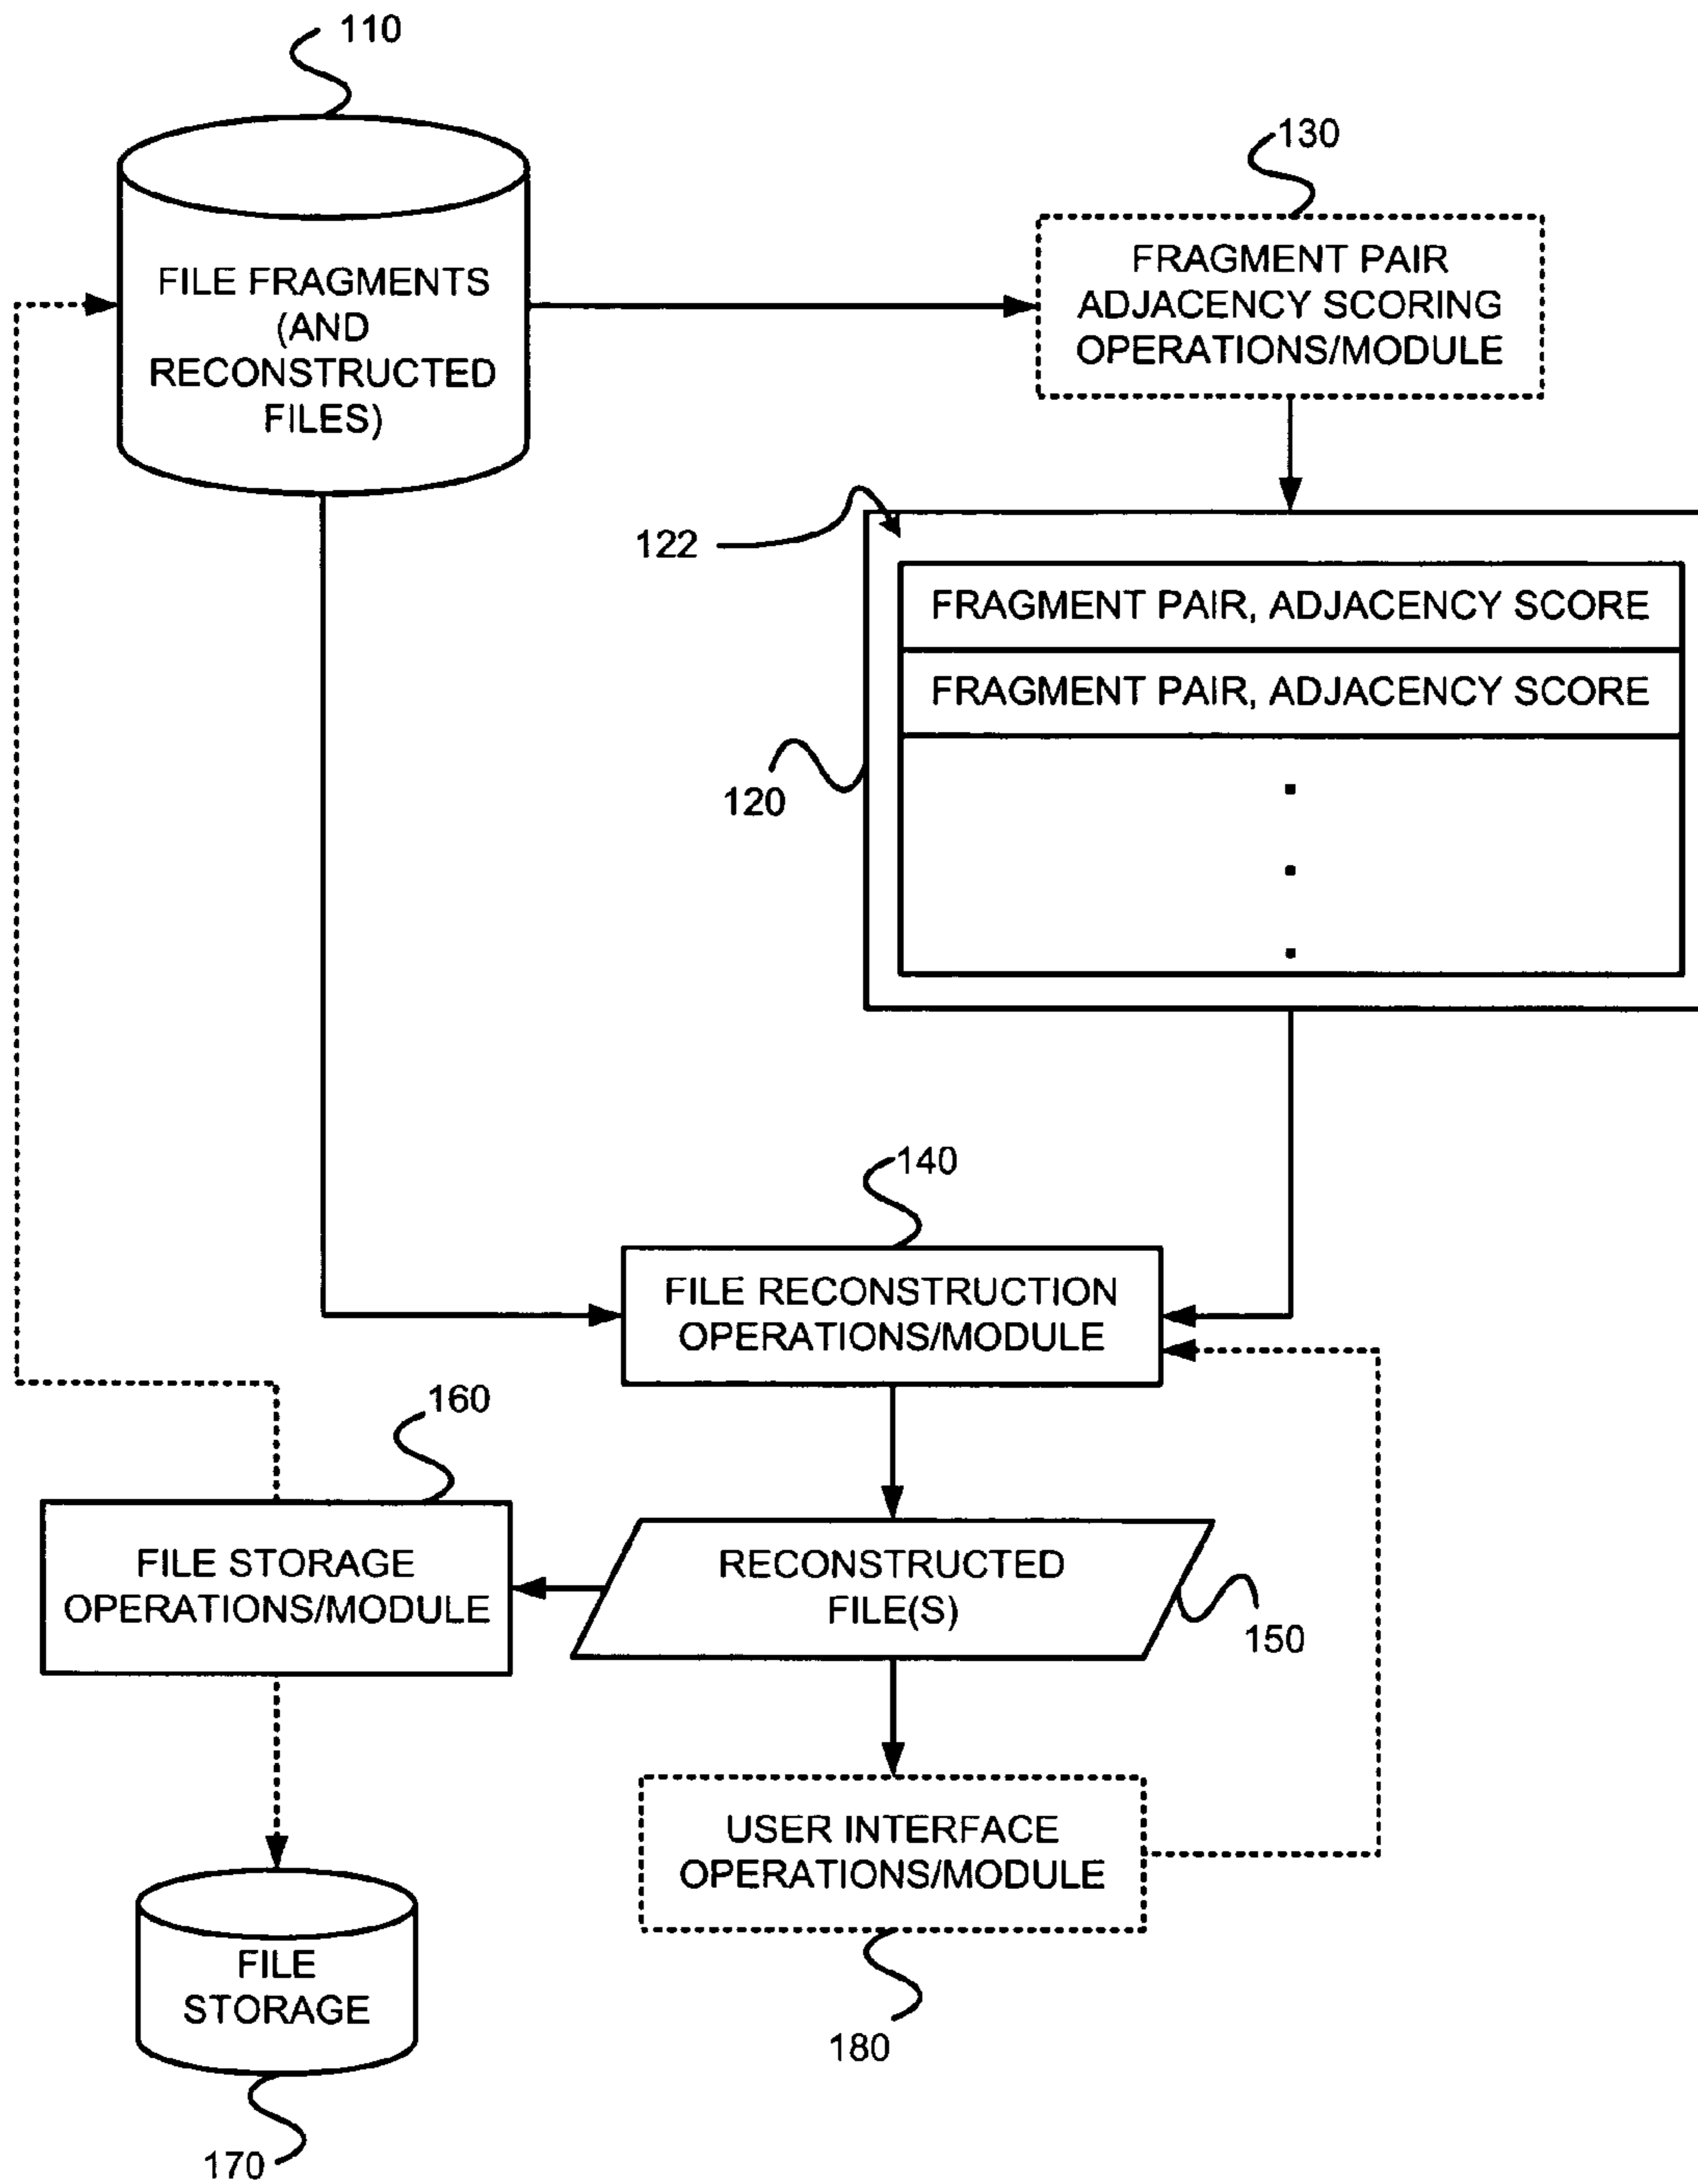 110
130
FILE FRAGMENTS
(AND
RECONSTRUCTED
FILES)
FRAGMENT PAIR
ADJACENCY SCORING
OPERATIONS/MODULE
122
FRAGMENT PAIR, ADJACENCY SCORE
FRAGMENT PAIR, ADJACENCY SCORE
120
140
FILE RECONSTRUCTION
OPERATIONS/MODULE
160
FILE STORAGE
OPERATIONS/MODULE
RECONSTRUCTED
FILE(S)
150
USER INTERFACE
OPERATIONS/MODULE
FILE
STORAGE
180
170